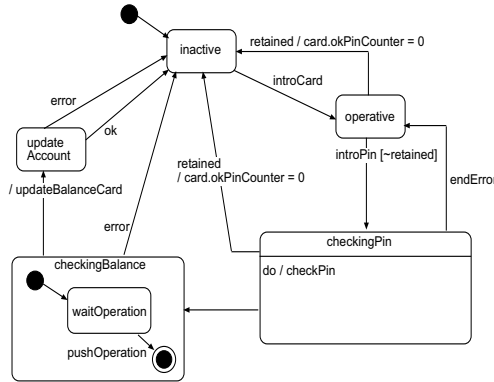 retained / card.okPinCounter = 0
inactive
introCard
error
operative
ok
update
Account
introPin [~retained]
retained
/ card.okPinCounter = 0
endError
/ updateBalanceCard
error
checkingPin
checkingBalance
do / checkPin
waitOperation
pushOperation